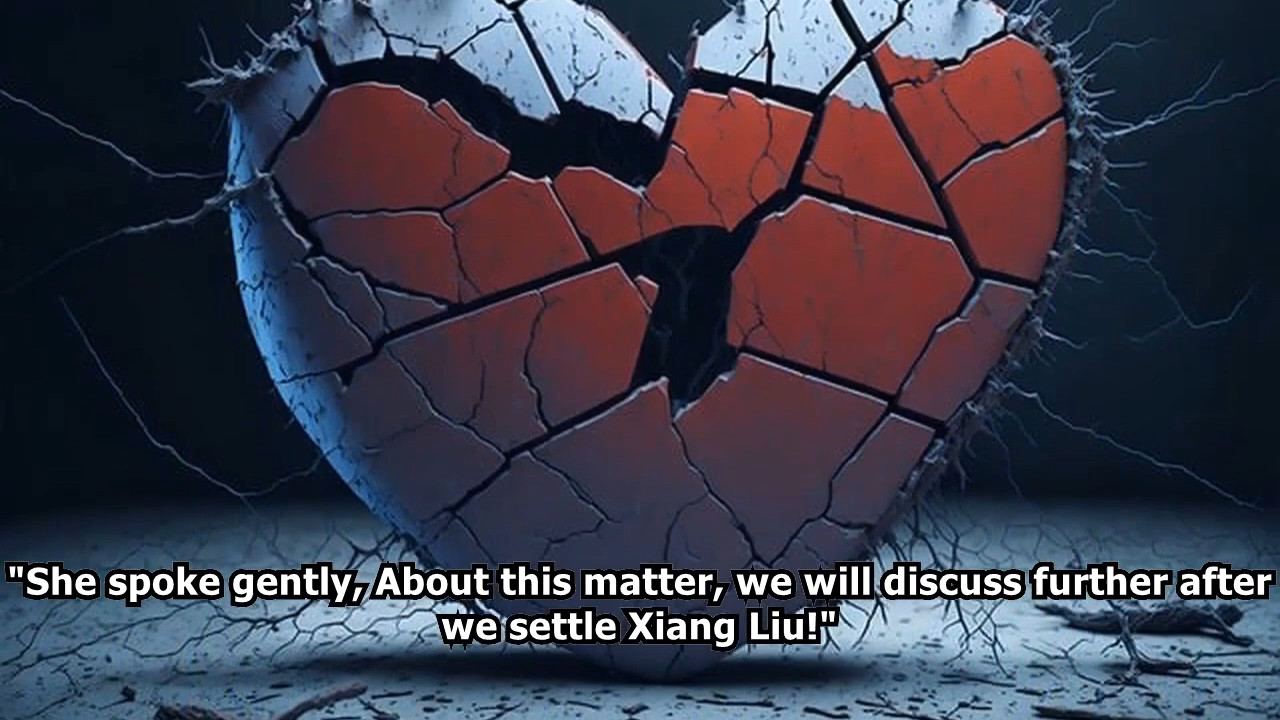 "She spoke gently, About this matter, we will discuss further after
we settle Xiang Liu!"